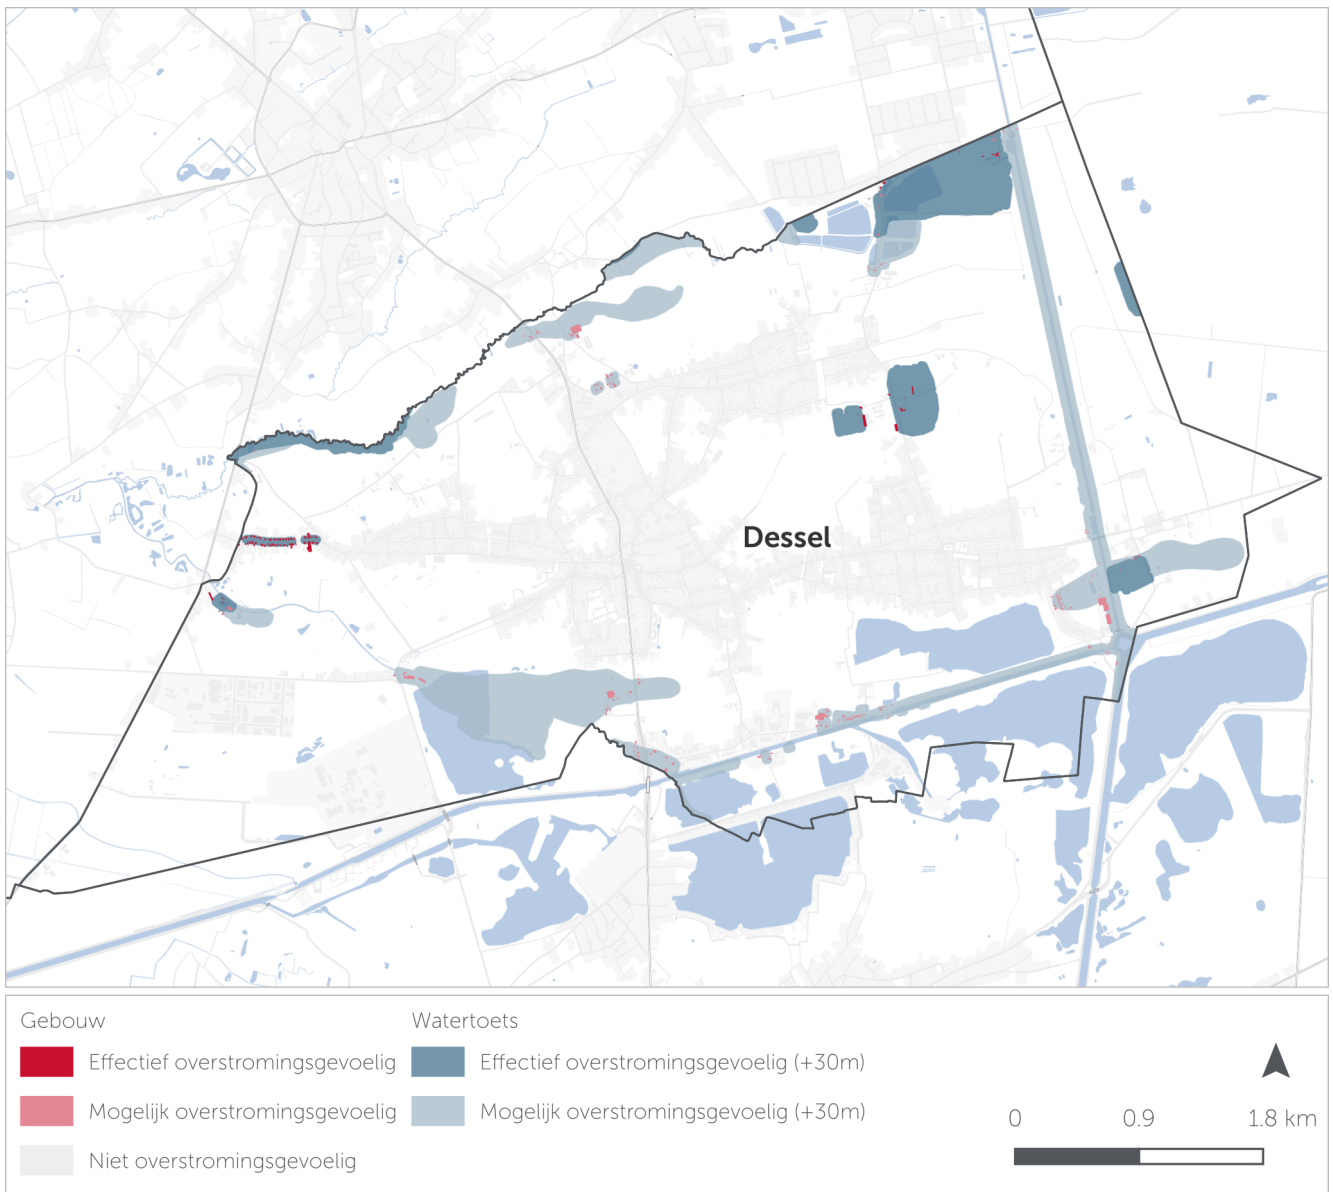 Dessel
Gebouw
Effectief overstromingsgevoelig
Mogelijk overstromingsgevoelig
Niet overstromingsgevoelig
Watertoets
Effectief overstromingsgevoelig (+30m)
Mogelijk overstromingsgevoelig (+30m)
0 0.9 1.8 km